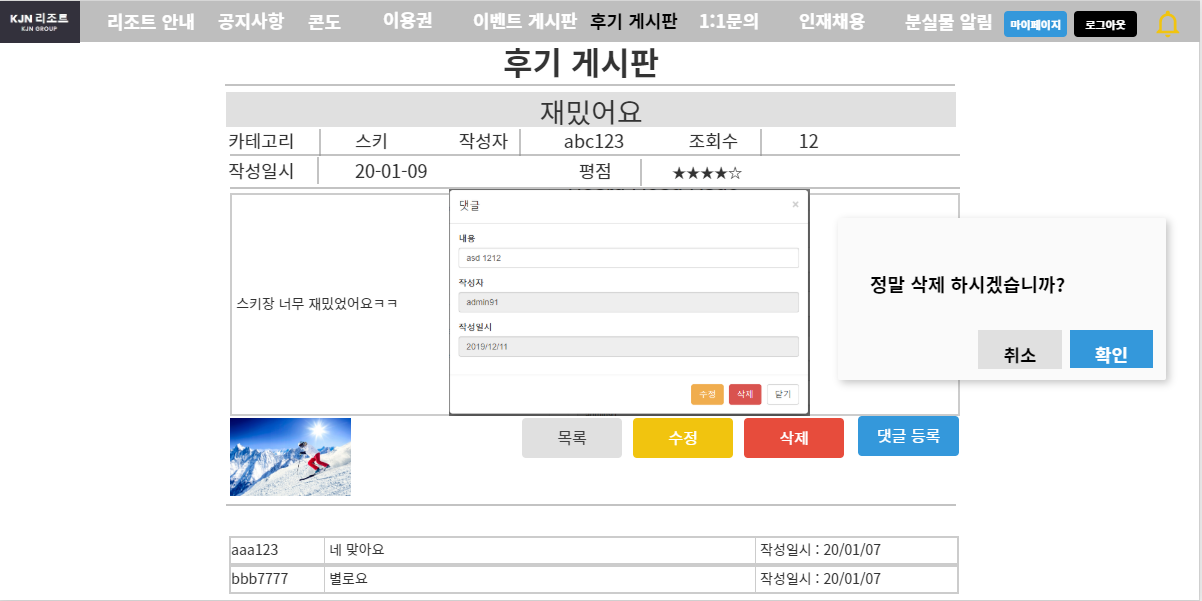 KJN 리조트
KJN GROUP
리조트 안내 공지사항 콘도 이용권 이벤트 게시판 후기 게시판 1:1문의 인재채용 분실물 알림 마이페이지 로그아웃
후기 게시판
재밌어요
카테고리 스키 작성자 abc123 조회수 12
작성일시 20-01-09 평점 ★★★★☆
댓글 ×
내용
asd 1212
작성자
admin91
작성일시
2019/12/11
수정 삭제 닫기
스키장 너무 재밌었어요ㅋㅋ
정말 삭제 하시겠습니까?
취소 확인
목록 수정 삭제 댓글 등록
aaa123 네 맞아요 작성일시 : 20/01/07
bbb7777 별로요 작성일시 : 20/01/07